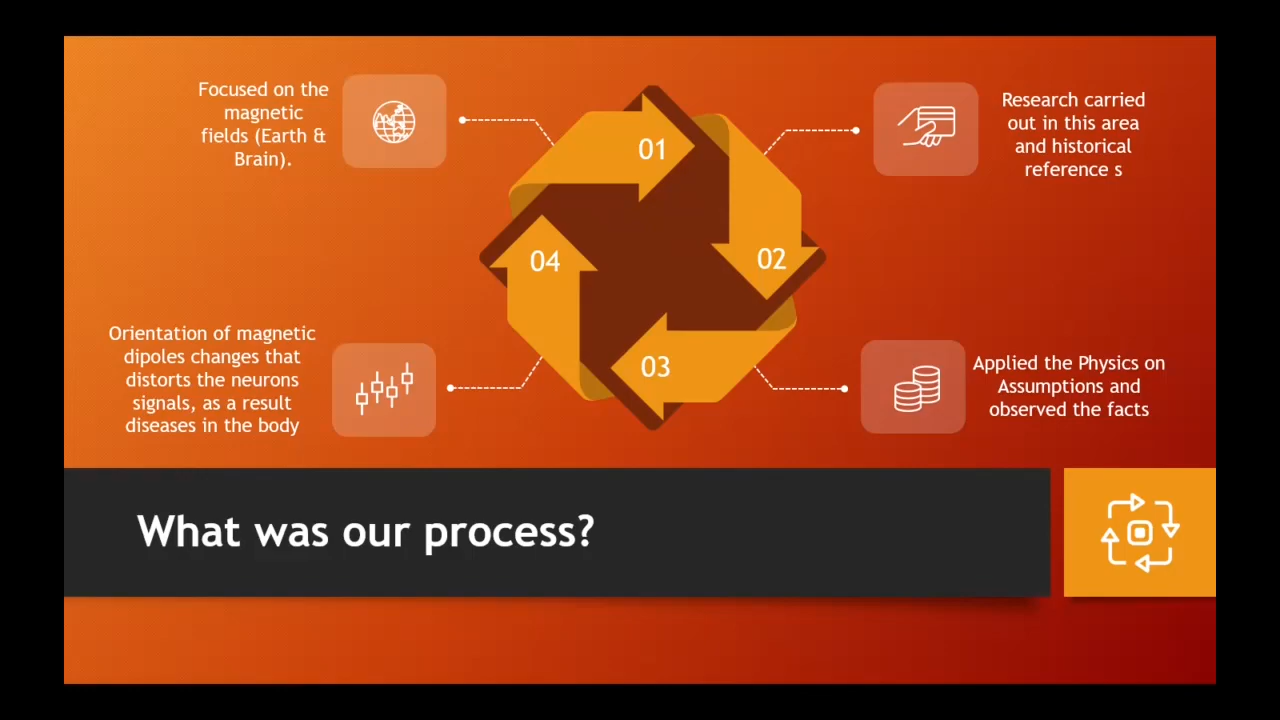 Focused on the
magnetic
fields (Earth &
Brain).
01
Research carried
out in this area
and historical
reference s
02
04
Orientation of magnetic
dipoles changes that
distorts the neurons
signals, as a result
diseases in the body
03
Applied the Physics on
Assumptions and
observed the facts
What was our process?